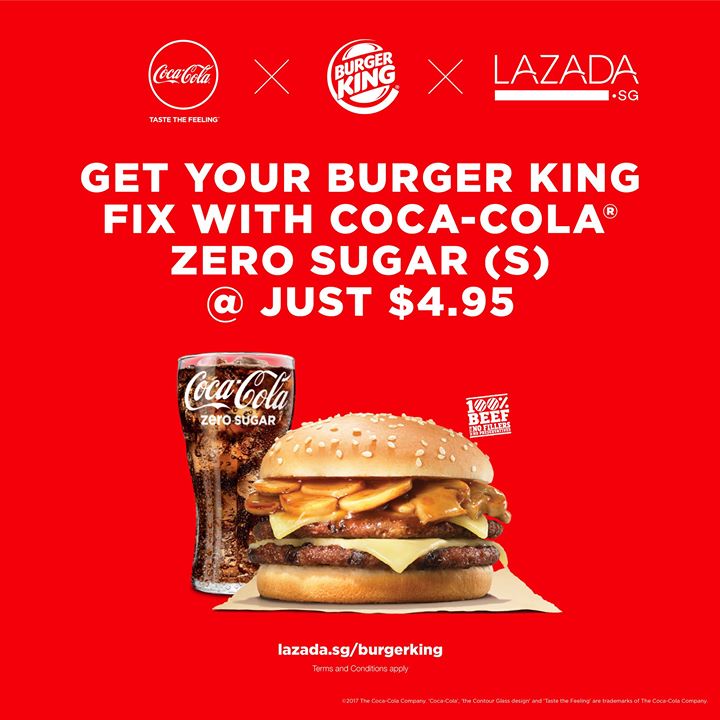 Coca-Cola
TASTE THE FEELING™
BURGER
KING
LAZADA
•SG
GET YOUR BURGER KING
FIX WITH COCA-COLA®
ZERO SUGAR (S)
@ JUST $4.95
Coca-Cola
ZERO SUGAR
100%
BEEF
NO FILLERS
NO PRESERVATIVES
lazada.sg/burgerking
Terms and Conditions apply
©2017 The Coca-Cola Company. 'Coca-Cola', 'the Contour Glass design' and 'Taste the Feeling' are trademarks of The Coca-Cola Company